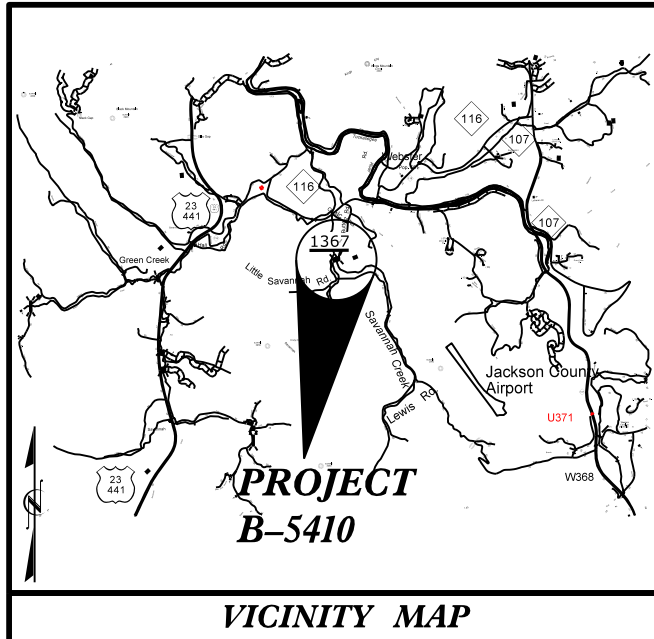 116
Webster
107
116
23
441
107
1367
Green Creek
Little
Savannah Rd
Savannah Creek
Jackson County
Airport
Lewis Rd
U371
W368
23
441
N
PROJECT
B–5410
VICINITY MAP